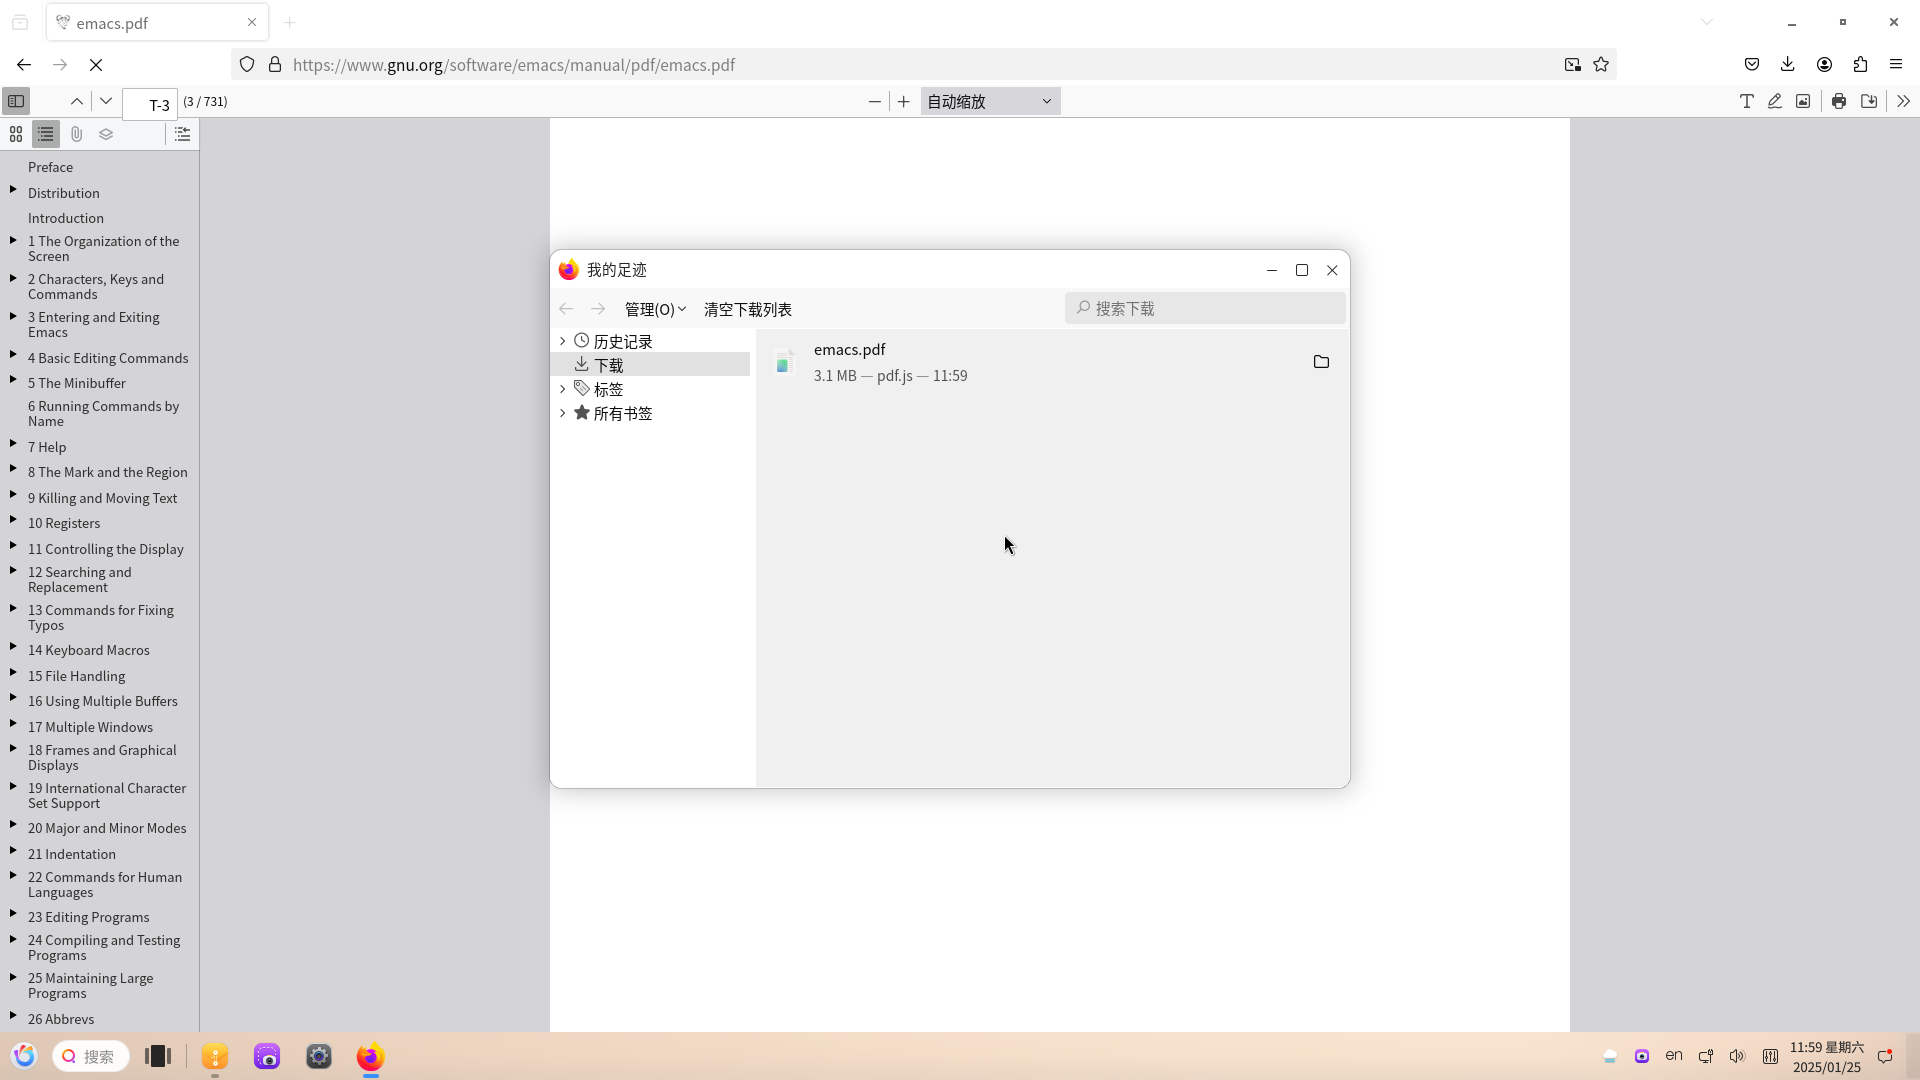 emacs.pdf
https://www.gnu.org/software/emacs/manual/pdf/emacs.pdf
T-3 (3 / 731)
自动缩放
Preface
Distribution
Introduction
1 The Organization of the
Screen
2 Characters, Keys and
Commands
3 Entering and Exiting
Emacs
4 Basic Editing Commands
5 The Minibuffer
6 Running Commands by
Name
7 Help
8 The Mark and the Region
9 Killing and Moving Text
10 Registers
11 Controlling the Display
12 Searching and
Replacement
13 Commands for Fixing
Typos
14 Keyboard Macros
15 File Handling
16 Using Multiple Buffers
17 Multiple Windows
18 Frames and Graphical
Displays
19 International Character
Set Support
20 Major and Minor Modes
21 Indentation
22 Commands for Human
Languages
23 Editing Programs
24 Compiling and Testing
Programs
25 Maintaining Large
Programs
26 Abbrevs
我的足迹
管理(O) 清空下载列表 搜索下载
历史记录
下载
标签
所有书签
emacs.pdf
3.1 MB — pdf.js — 11:59
搜索
en
11:59 星期六
2025/01/25